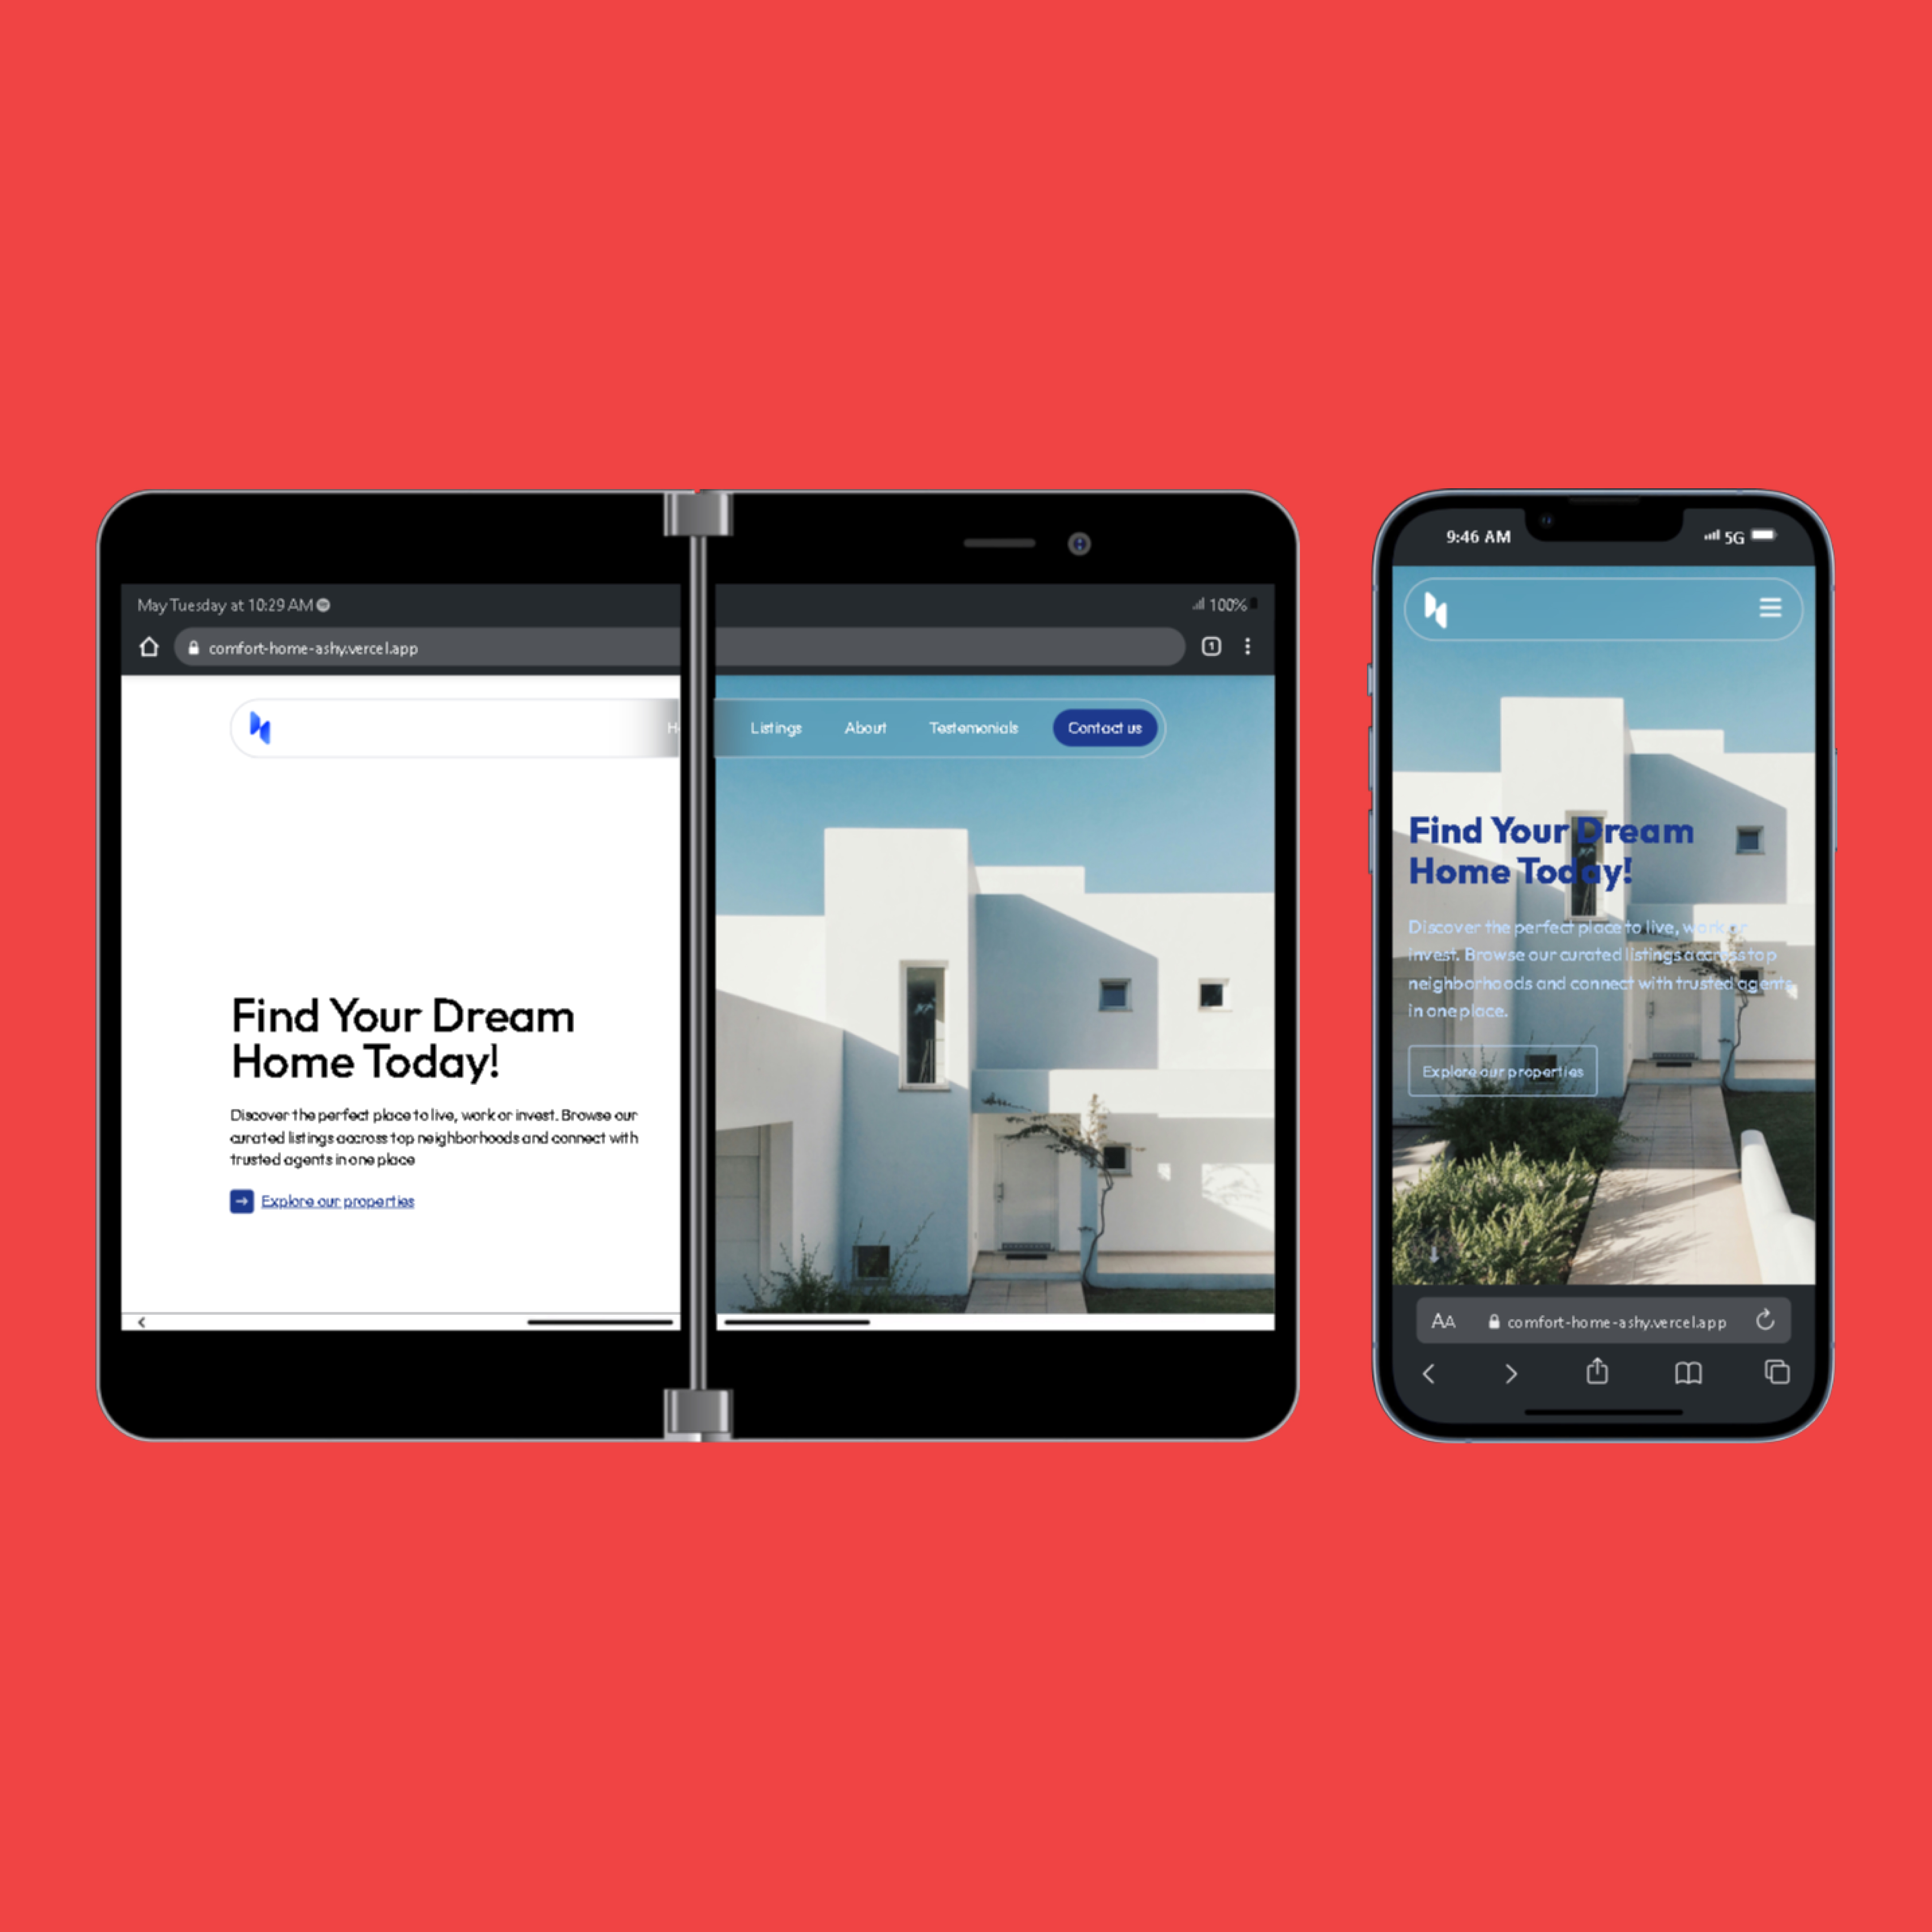 May Tuesday at 10:29 AM
100%
comfort-home-ashy.vercel.app
1
Listings
About
Testemonials
Contact us
Find Your Dream
Home Today!
Discover the perfect place to live, work or invest. Browse our
curated listings accross top neighborhoods and connect with
trusted agents in one place
Explore our properties
9:46 AM
5G
Find Your Dream
Home Today!
Discover the perfect place to live, work or
invest. Browse our curated listings accross top
neighborhoods and connect with trusted agents
in one place.
Explore our properties
AA
comfort-home-ashy.vercel.app